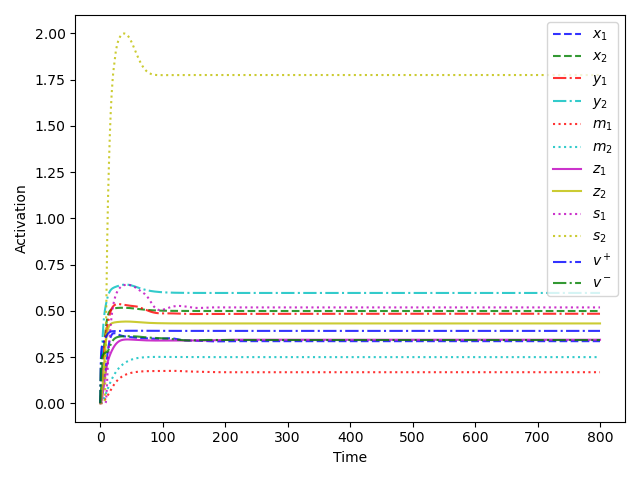 2.00
1.75
1.50
1.25
1.00
0.75
0.50
0.25
0.00
Activation
0 100 200 300 400 500 600 700 800
Time
x₁
x₂
y₁
y₂
m₁
m₂
z₁
z₂
s₁
s₂
v⁺
v⁻